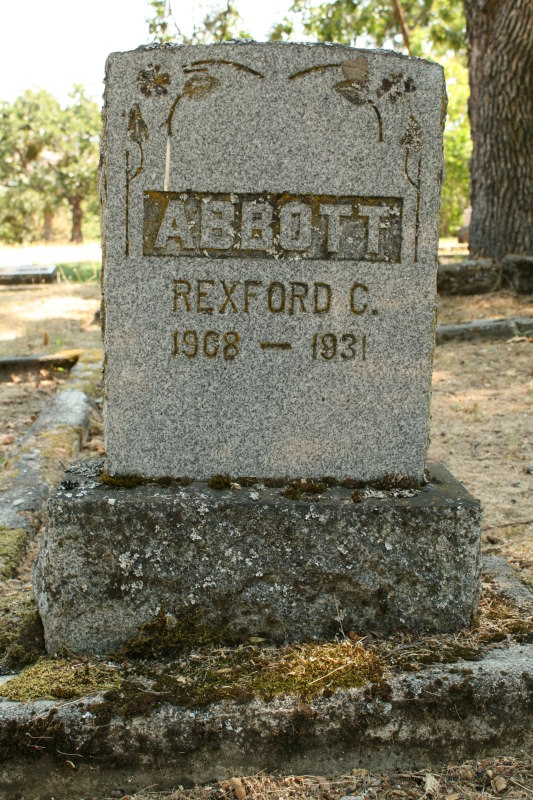 ABBOTT
REXFORD C.
1908 — 1931